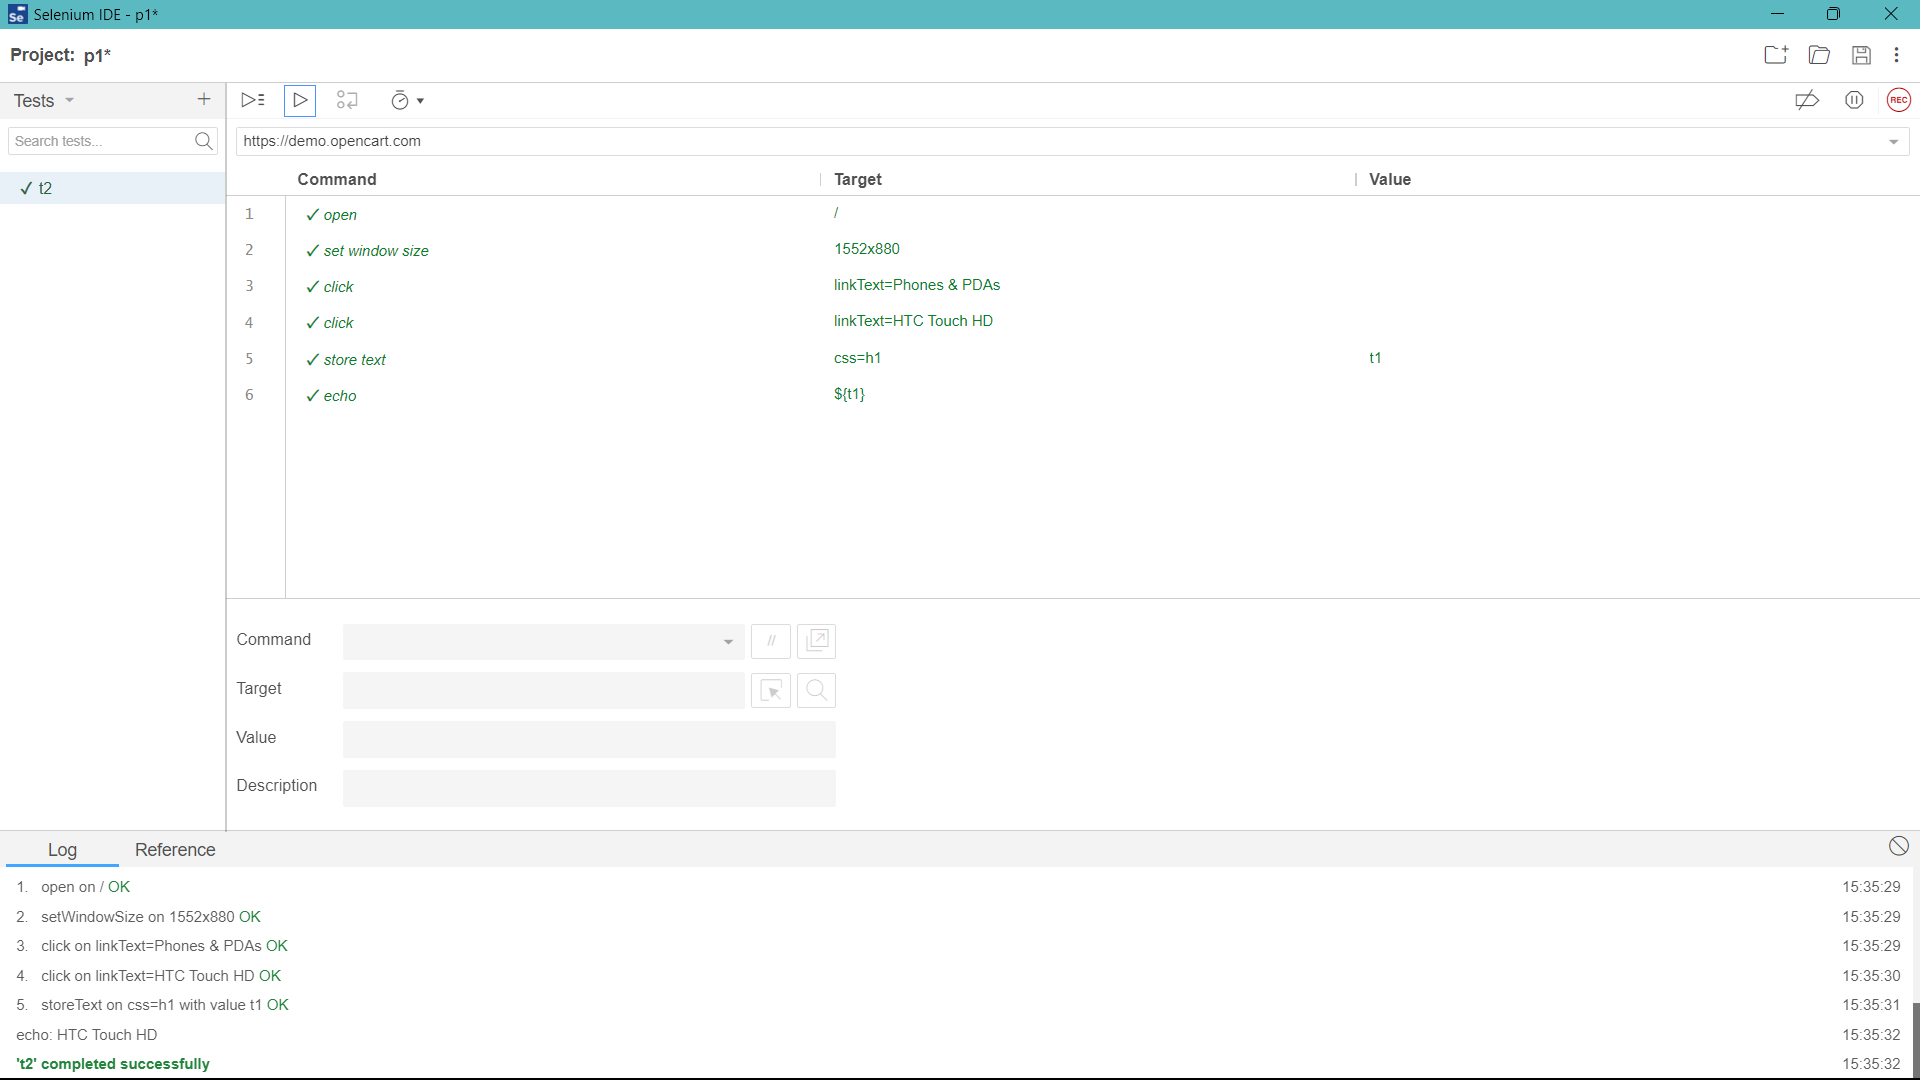 Se Selenium IDE - p1*
Project: p1*
Tests
Search tests...
✓ t2
REC
https://demo.opencart.com
Command Target Value
1 ✓ open /
2 ✓ set window size 1552x880
3 ✓ click linkText=Phones & PDAs
4 ✓ click linkText=HTC Touch HD
5 ✓ store text css=h1 t1
6 ✓ echo ${t1}
Command //
Target
Value
Description
Log Reference
1. open on / OK 15:35:29
2. setWindowSize on 1552x880 OK 15:35:29
3. click on linkText=Phones & PDAs OK 15:35:29
4. click on linkText=HTC Touch HD OK 15:35:30
5. storeText on css=h1 with value t1 OK 15:35:31
echo: HTC Touch HD 15:35:32
't2' completed successfully 15:35:32